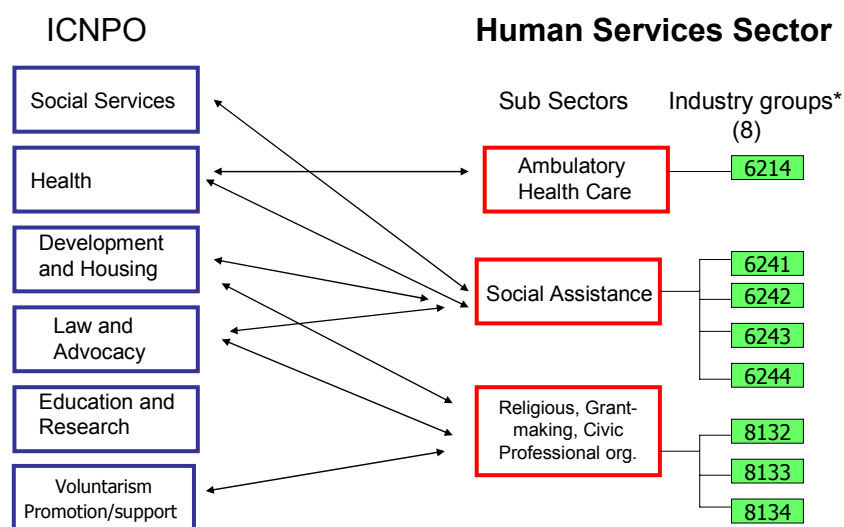 ICNPO
Human Services Sector
Social Services
Sub Sectors
Industry groups*
(8)
Health
Ambulatory
Health Care
6214
Development
and Housing
Social Assistance
6241
6242
6243
6244
Law and
Advocacy
Education and
Research
Religious, Grant-
making, Civic
Professional org.
8132
8133
8134
Voluntarism
Promotion/support